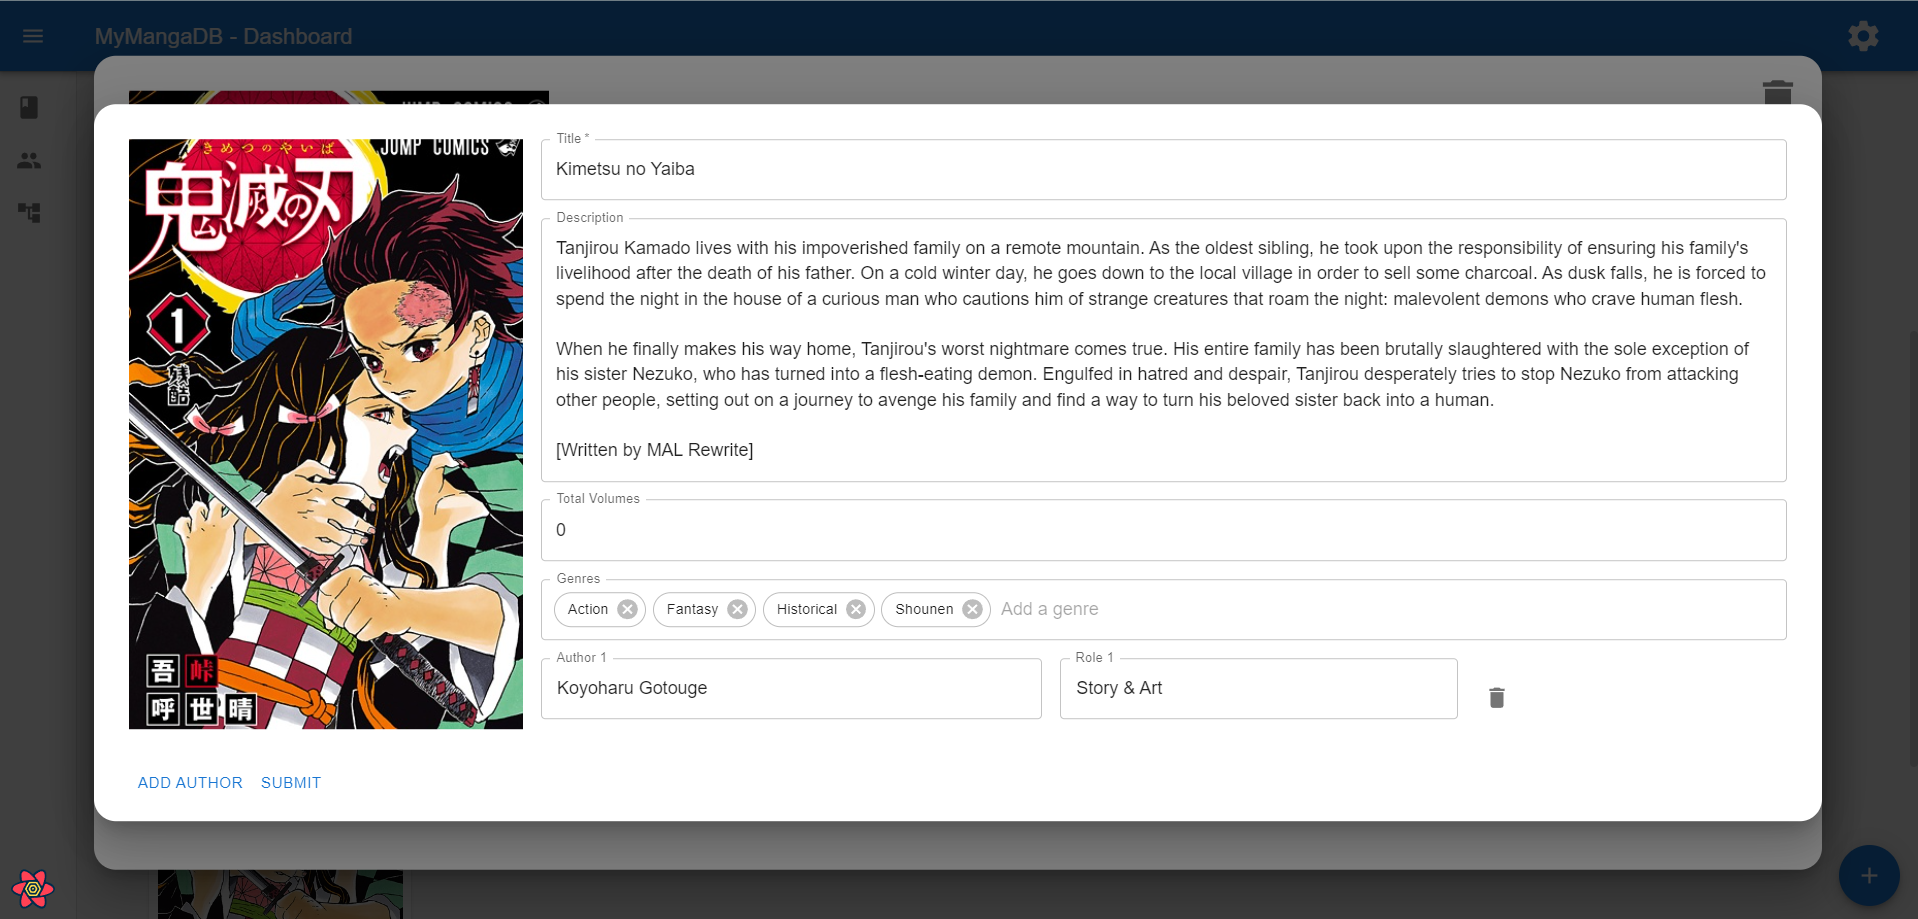 MyMangaDB - Dashboard
きめつのやいば
JUMP COMICS
鬼滅の刃
1
残酷
吾峠
呼世晴
Title *
Kimetsu no Yaiba
Description
Tanjirou Kamado lives with his impoverished family on a remote mountain. As the oldest sibling, he took upon the responsibility of ensuring his family's
livelihood after the death of his father. On a cold winter day, he goes down to the local village in order to sell some charcoal. As dusk falls, he is forced to
spend the night in the house of a curious man who cautions him of strange creatures that roam the night: malevolent demons who crave human flesh.
When he finally makes his way home, Tanjirou's worst nightmare comes true. His entire family has been brutally slaughtered with the sole exception of
his sister Nezuko, who has turned into a flesh-eating demon. Engulfed in hatred and despair, Tanjirou desperately tries to stop Nezuko from attacking
other people, setting out on a journey to avenge his family and find a way to turn his beloved sister back into a human.
[Written by MAL Rewrite]
Total Volumes
0
Genres
Action Fantasy Historical Shounen Add a genre
Author 1
Koyoharu Gotouge
Role 1
Story & Art
ADD AUTHOR SUBMIT